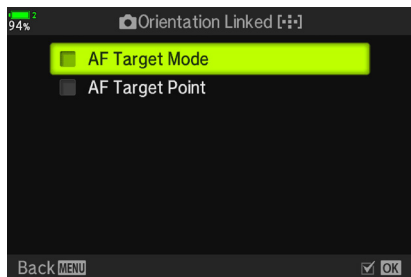 2
94%
Orientation Linked [·:·]
AF Target Mode
AF Target Point
Back MENU
OK